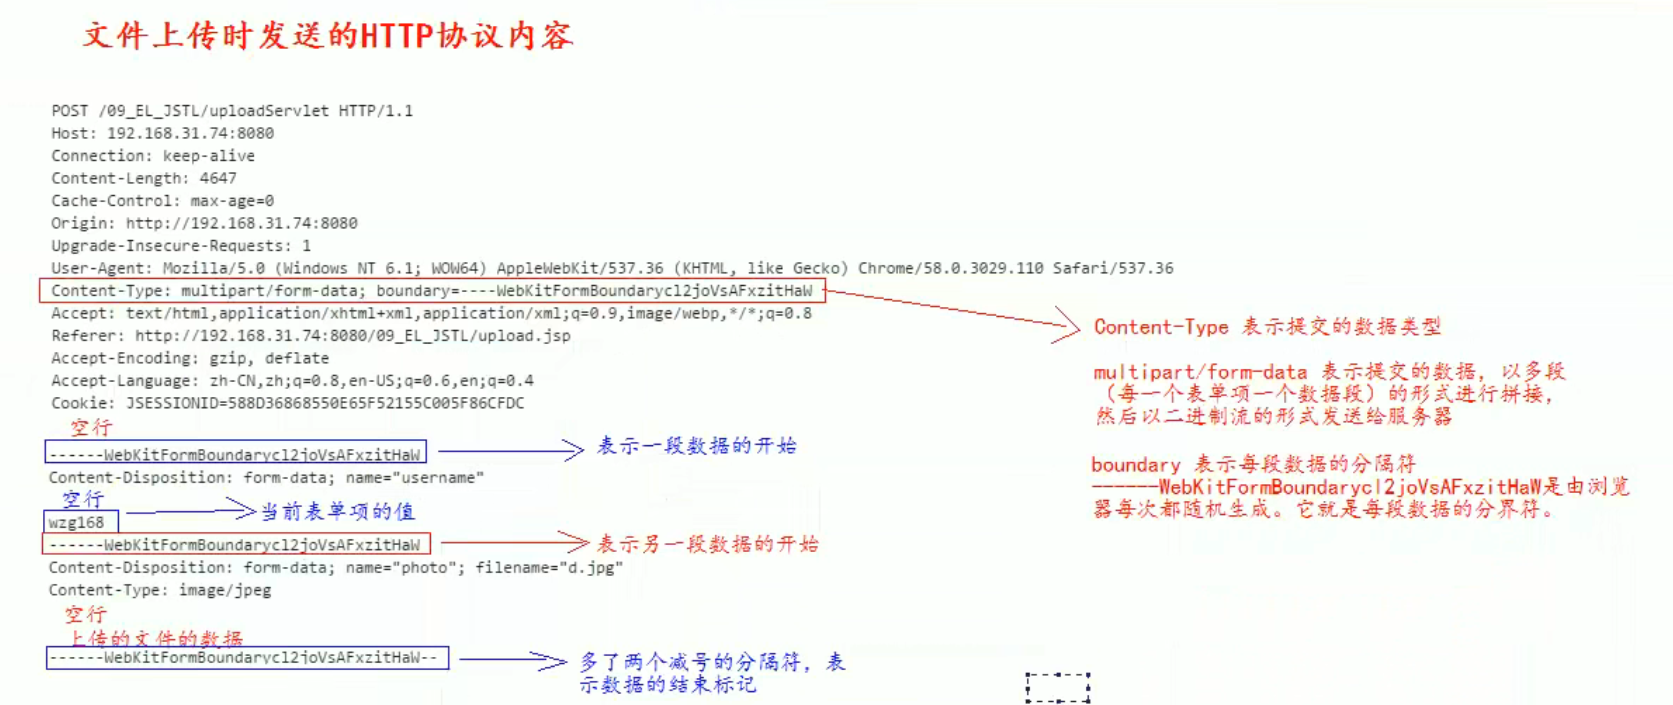 文件上传时发送的HTTP协议内容
POST /09_EL_JSTL/uploadServlet HTTP/1.1
Host: 192.168.31.74:8080
Connection: keep-alive
Content-Length: 4647
Cache-Control: max-age=0
Origin: http://192.168.31.74:8080
Upgrade-Insecure-Requests: 1
User-Agent: Mozilla/5.0 (Windows NT 6.1; WOW64) AppleWebKit/537.36 (KHTML, like Gecko) Chrome/58.0.3029.110 Safari/537.36
Content-Type: multipart/form-data; boundary=----WebKitFormBoundarycl2joVsAFxzitHaW
Accept: text/html,application/xhtml+xml,application/xml;q=0.9,image/webp,*/*;q=0.8
Referer: http://192.168.31.74:8080/09_EL_JSTL/upload.jsp
Accept-Encoding: gzip, deflate
Accept-Language: zh-CN,zh;q=0.8,en-US;q=0.6,en;q=0.4
Cookie: JSESSIONID=588D36868550E65F52155C005F86CFDC
空行
------WebKitFormBoundarycl2joVsAFxzitHaW
表示一段数据的开始
Content-Disposition: form-data; name="username"
空行
wzg168
当前表单项的值
------WebKitFormBoundarycl2joVsAFxzitHaW
表示另一段数据的开始
Content-Disposition: form-data; name="photo"; filename="d.jpg"
Content-Type: image/jpeg
空行
上传的文件的数据
------WebKitFormBoundarycl2joVsAFxzitHaW--
多了两个减号的分隔符，表
示数据的结束标记
Content-Type 表示提交的数据类型
multipart/form-data 表示提交的数据，以多段
（每一个表单项一个数据段）的形式进行拼接，
然后以二进制流的形式发送给服务器
boundary 表示每段数据的分隔符
------WebKitFormBoundarycl2joVsAFxzitHaW是由浏览
器每次都随机生成。它就是每段数据的分界符。